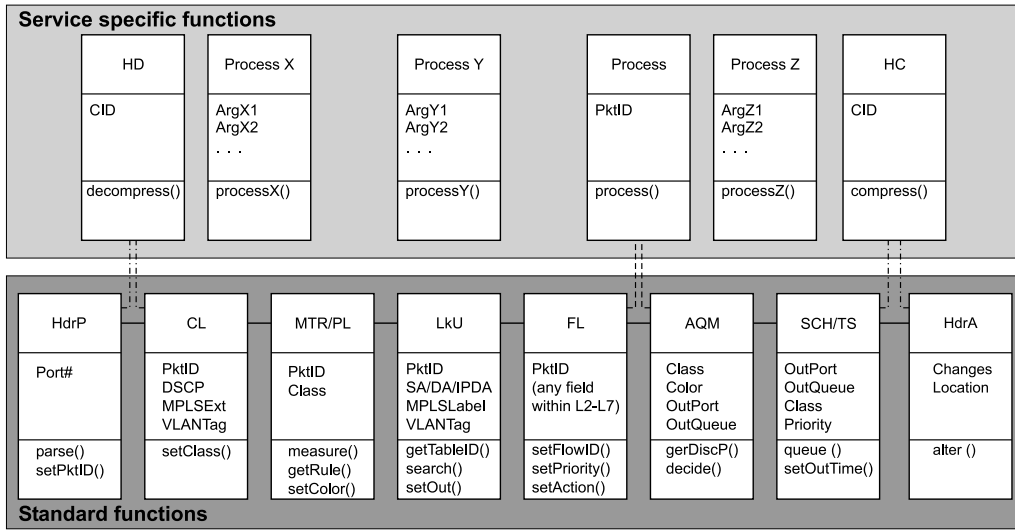 Service specific functions
HD
CID
decompress()
Process X
ArgX1
ArgX2
. . .
processX()
Process Y
ArgY1
ArgY2
. . .
processY()
Process
PktID
process()
Process Z
ArgZ1
ArgZ2
. . .
processZ()
HC
CID
compress()
HdrP
Port#
parse()
setPktID()
CL
PktID
DSCP
MPLSExt
VLANTag
setClass()
MTR/PL
PktID
Class
measure()
getRule()
setColor()
LkU
PktID
SA/DA/IPDA
MPLSLabel
VLANTag
getTableID()
search()
setOut()
FL
PktID
(any field
within L2-L7)
setFlowID()
setPriority()
setAction()
AQM
Class
Color
OutPort
OutQueue
gerDiscP()
decide()
SCH/TS
OutPort
OutQueue
Class
Priority
queue ()
setOutTime()
HdrA
Changes
Location
alter ()
Standard functions